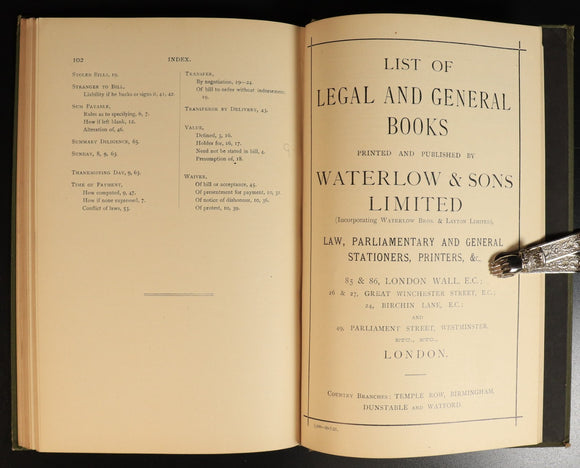 102 INDEX.
STOLEN BILLS, 19.
STRANGER TO BILL,
Liability if he backs or signs it, 41, 42.
SUM PAYABLE,
Rules as to specifying, 6, 7.
How if left blank, 12.
Alteration of, 46.
SUMMARY DILIGENCE, 65.
SUNDAY, 8, 9, 63.
THANKSGIVING DAY, 9, 63.
TIME OF PAYMENT,
How computed, 9, 47.
How if none expressed, 7.
Conflict of laws, 53.
TRANSFER,
By negotiation, 19—24.
Of bill to order without indorsement,
19.
TRANSFEROR BY DELIVERY, 43.
VALUE,
Defined, 3, 16.
Holder for, 16, 17.
Need not be stated in bill, 4.
Presumption of, 18.
WAIVER,
Of bill or acceptance, 45.
Of presentment for payment, 10, 31.
Of notice of dishonour, 10, 36.
Of protest, 10, 39.
LIST OF
LEGAL AND GENERAL
BOOKS
PRINTED AND PUBLISHED BY
WATERLOW & SONS
LIMITED
(Incorporating WATERLOW BROS. & LAYTON LIMITED),
LAW, PARLIAMENTARY AND GENERAL
STATIONERS, PRINTERS, &c.
85 & 86, LONDON WALL, E.C.;
26 & 27, GREAT WINCHESTER STREET, E.C.;
24, BIRCHIN LANE, E.C.;
AND
49, PARLIAMENT STREET, WESTMINSTER,
ETC., ETC.,
LONDON.
COUNTRY BRANCHES: TEMPLE ROW, BIRMINGHAM,
DUNSTABLE AND WATFORD.